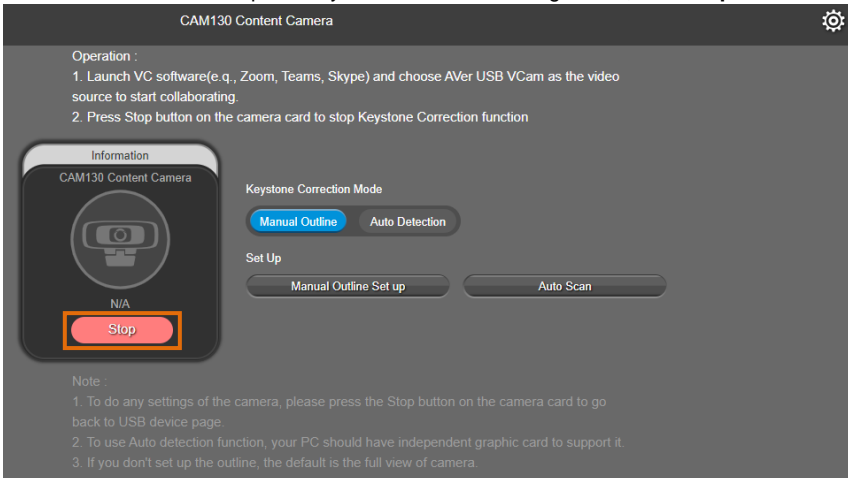 CAM130 Content Camera
Operation :
1. Launch VC software(e.q., Zoom, Teams, Skype) and choose AVer USB VCam as the video
source to start collaborating.
2. Press Stop button on the camera card to stop Keystone Correction function
Information
CAM130 Content Camera
N/A
Stop
Keystone Correction Mode
Manual Outline
Auto Detection
Set Up
Manual Outline Set up
Auto Scan
Note :
1. To do any settings of the camera, please press the Stop button on the camera card to go
back to USB device page.
2. To use Auto detection function, your PC should have independent graphic card to support it.
3. If you don't set up the outline, the default is the full view of camera.